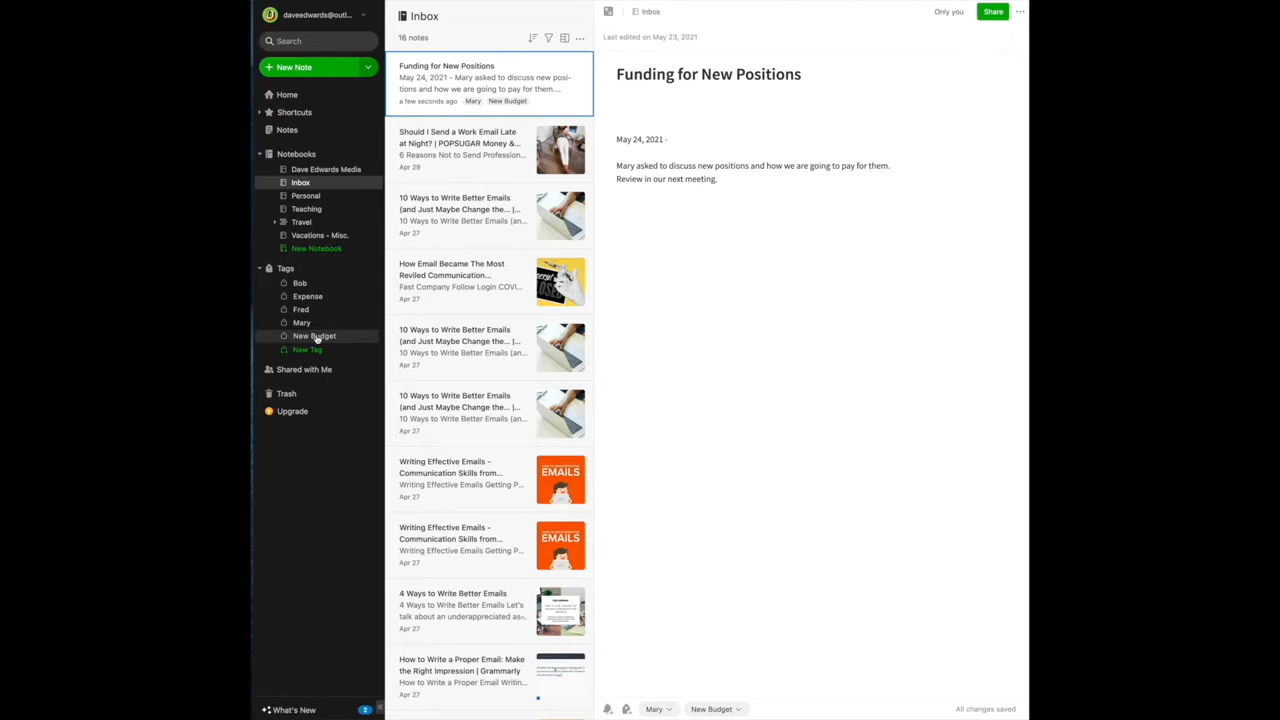 daveedwards@outl...
Search
New Note
Home
Shortcuts
Notes
Notebooks
Dave Edwards Media
Inbox
Personal
Teaching
Travel
Vacations - Misc.
New Notebook
Tags
Bob
Expense
Fred
Mary
New Budget
New Tag
Shared with Me
Trash
Upgrade
What's New
2
Inbox
16 notes
Funding for New Positions
May 24, 2021 - Mary asked to discuss new posi-
tions and how we are going to pay for them....
a few seconds ago Mary New Budget
Should I Send a Work Email Late
at Night? | POPSUGAR Money &...
6 Reasons Not to Send Profession...
Apr 29
10 Ways to Write Better Emails
(and Just Maybe Change the... |...
10 Ways to Write Better Emails (an...
Apr 27
How Email Became The Most
Reviled Communication...
Fast Company Follow Login COVI...
Apr 27
10 Ways to Write Better Emails
(and Just Maybe Change the... |...
10 Ways to Write Better Emails (an...
Apr 27
10 Ways to Write Better Emails
(and Just Maybe Change the... |...
10 Ways to Write Better Emails (an...
Apr 27
Writing Effective Emails -
Communication Skills from...
Writing Effective Emails Getting P...
Apr 27
EMAILS
Writing Effective Emails -
Communication Skills from...
Writing Effective Emails Getting P...
Apr 27
EMAILS
4 Ways to Write Better Emails
4 Ways to Write Better Emails Let's
talk about an underappreciated as...
Apr 27
How to Write a Proper Email: Make
the Right Impression | Grammarly
How to Write a Proper Email Writin...
Apr 27
Inbox
Only you
Share
Last edited on May 23, 2021
Funding for New Positions
May 24, 2021 -
Mary asked to discuss new positions and how we are going to pay for them.
Review in our next meeting.
Mary
New Budget
All changes saved